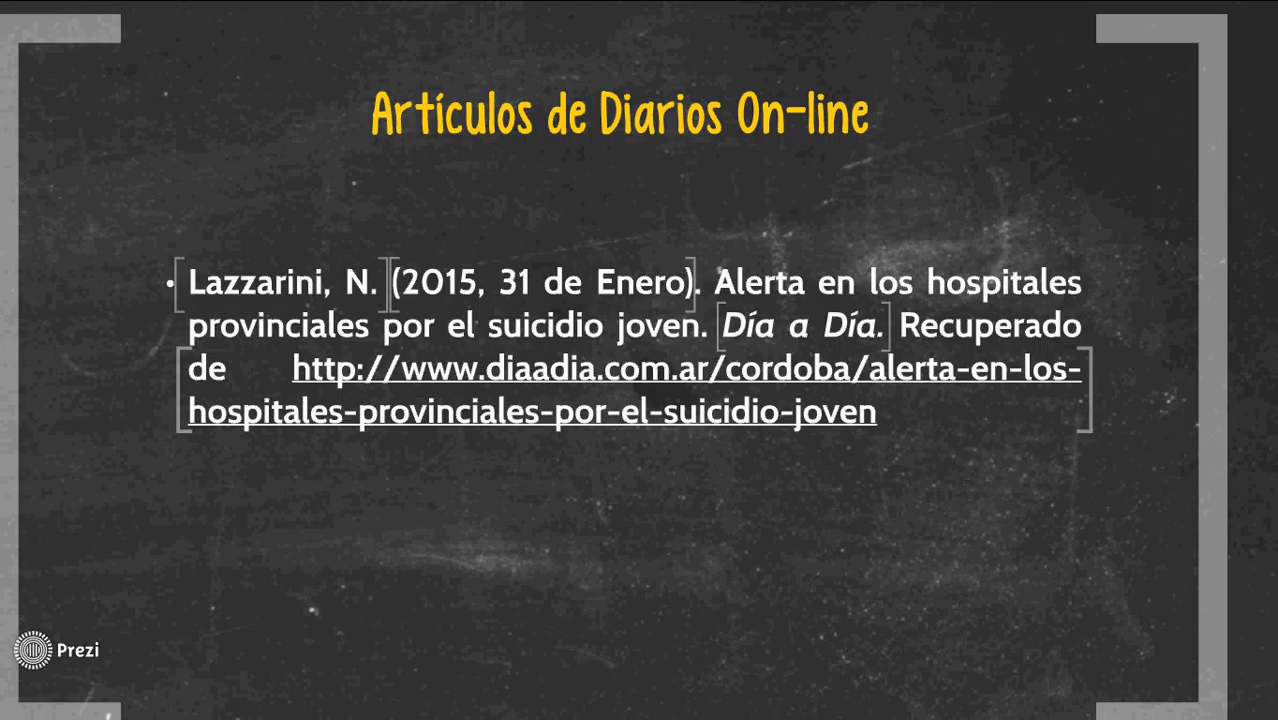 Artículos de Diarios On-line
• Lazzarini, N. (2015, 31 de Enero). Alerta en los hospitales
provinciales por el suicidio joven. Día a Día. Recuperado
de http://www.diaadia.com.ar/cordoba/alerta-en-los-
hospitales-provinciales-por-el-suicidio-joven
Prezi